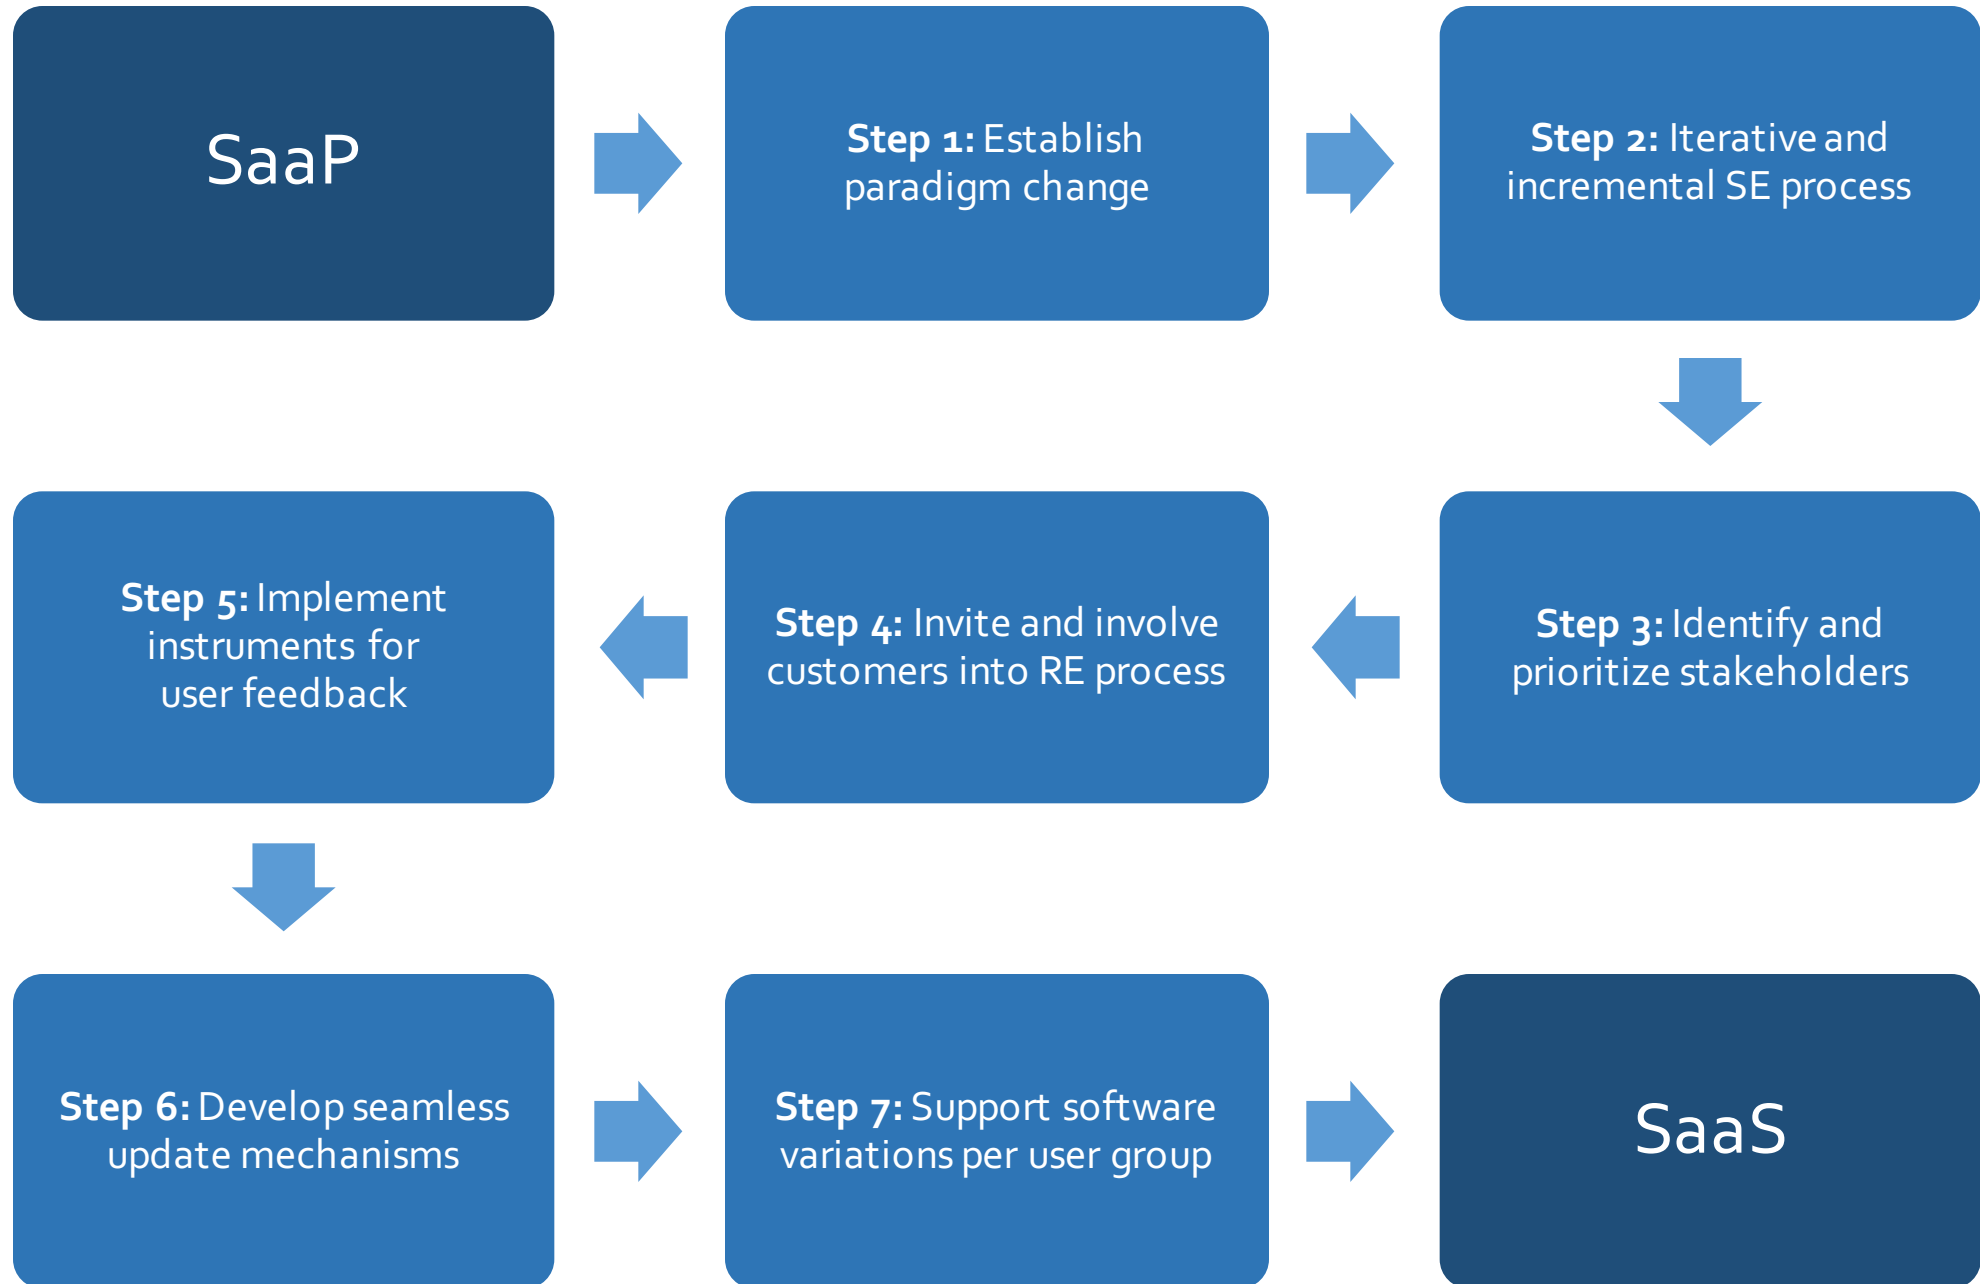 SaaP
Step 1: Establish
paradigm change
Step 2: Iterative and
incremental SE process
Step 3: Identify and
prioritize stakeholders
Step 4: Invite and involve
customers into RE process
Step 5: Implement
instruments for
user feedback
Step 6: Develop seamless
update mechanisms
Step 7: Support software
variations per user group
SaaS